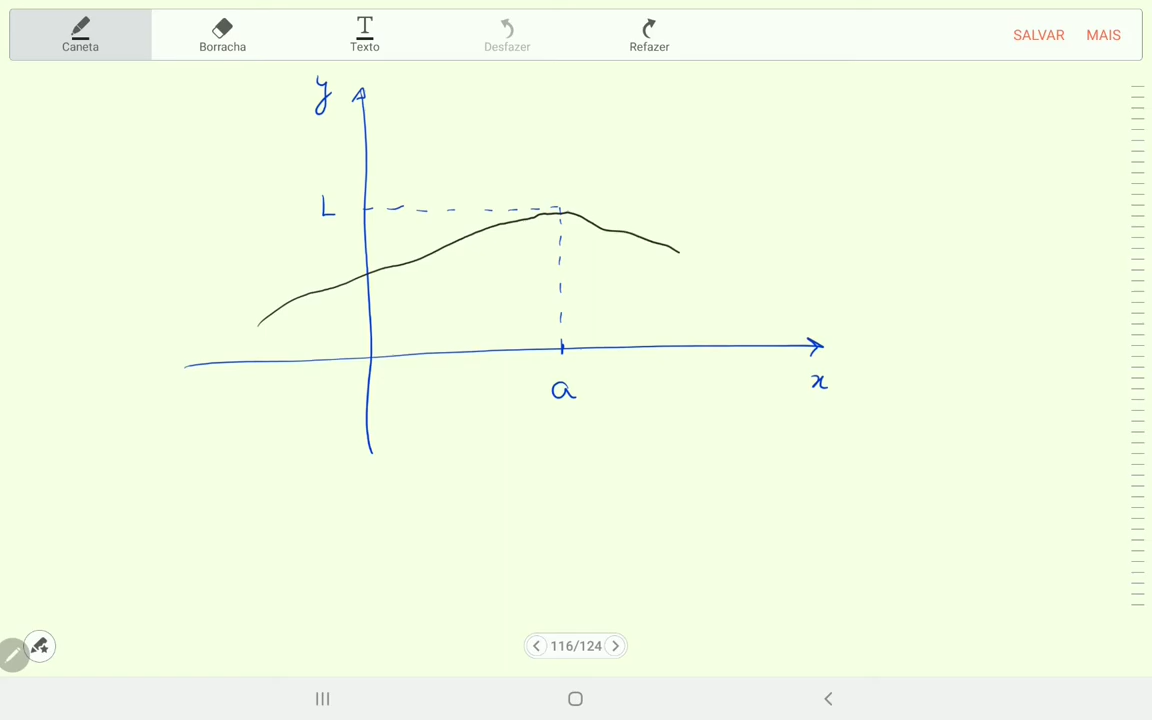 Caneta
Borracha
Texto
Desfazer
Refazer
SALVAR
MAIS
y
L
a
x
116/124